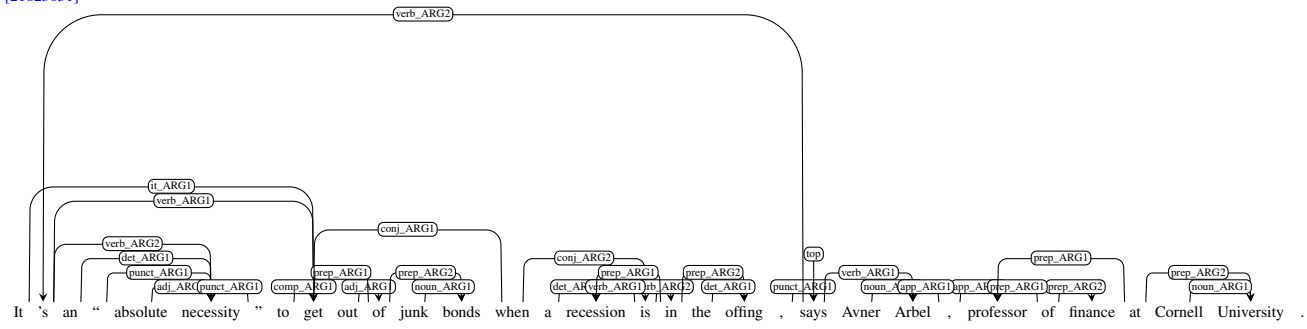 verb_ARG2
it_ARG1
verb_ARG1
conj_ARG1
verb_ARG2 conj_ARG2 top
det_ARG1 prep_ARG1
punct_ARG1 prep_ARG1 prep_ARG2 prep_ARG1 prep_ARG2 verb_ARG1 prep_ARG2
punct_ARG1 comp_ARG1 adj_ARG1 noun_ARG1 verb_ARG1 det_ARG1 punct_ARG1 app_ARG1 prep_ARG1 prep_ARG2 noun_ARG1
It 's an “ absolute necessity ” to get out of junk bonds when a recession is in the offing , says Avner Arbel , professor of finance at Cornell University .